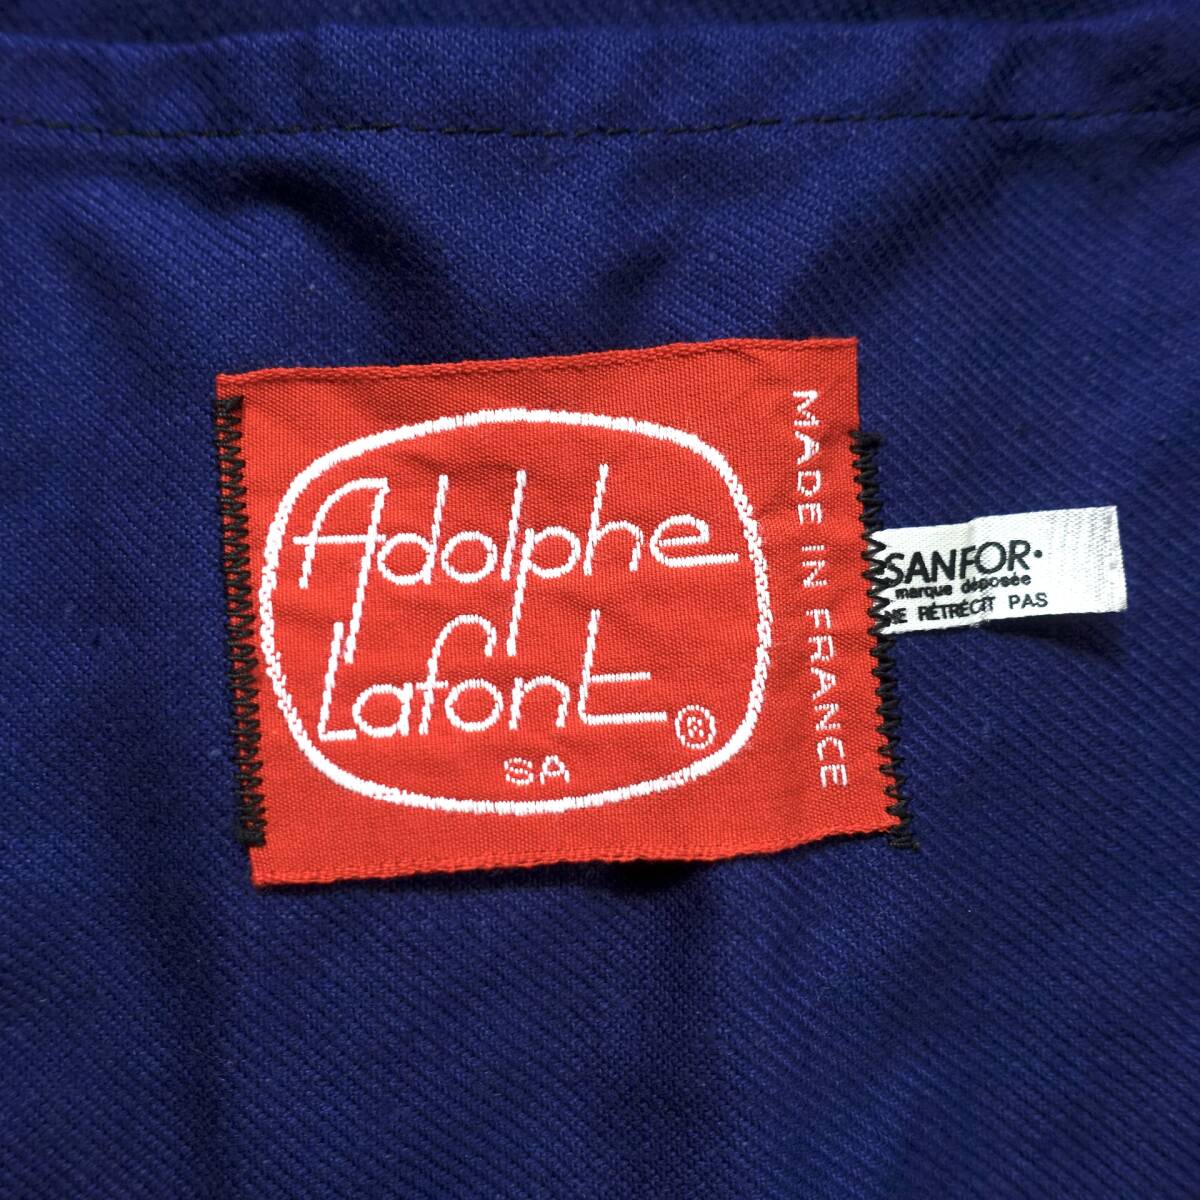 Adolphe
Lafont ®
SA
MADE IN FRANCE
SANFOR.
marque déposée
NE RÉTRÉCIT PAS